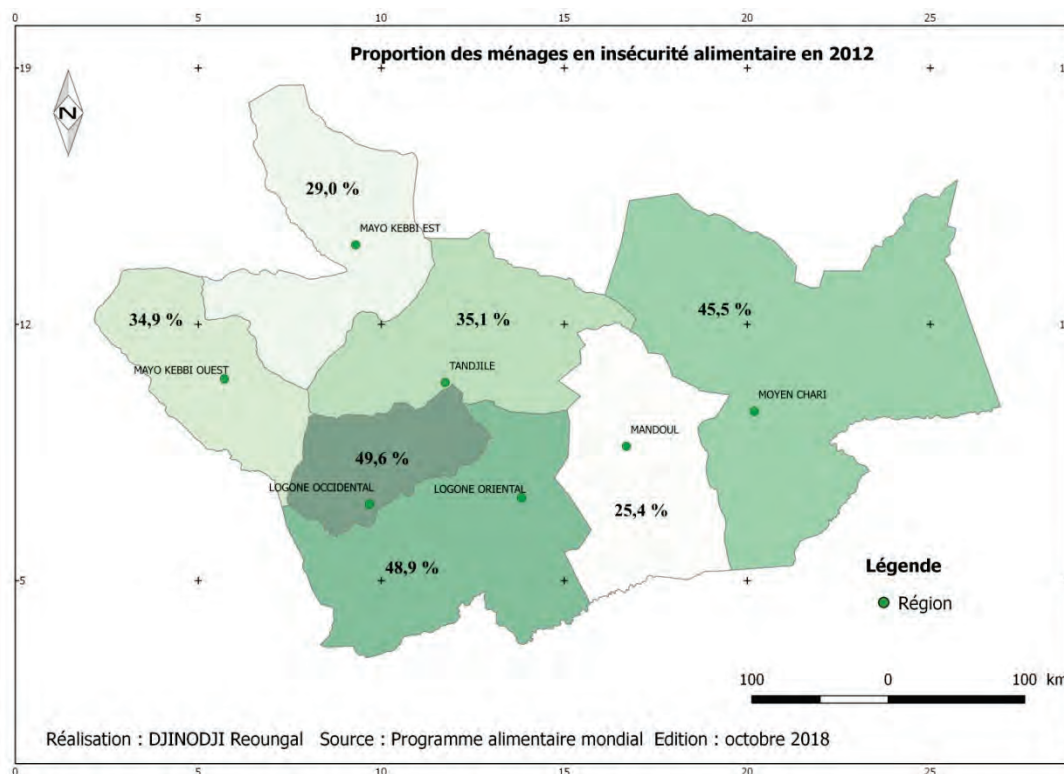 0 5 10 15 20 25
Proportion des ménages en insécurité alimentaire en 2012
19
N
29,0 %
MAYO KEBBI EST
34,9 %
35,1 %
45,5 %
12
MAYO KEBBI OUEST
TANDJILE
MOYEN CHARI
MANDOUL
49,6 %
LOGONE OCCIDENTAL
LOGONE ORIENTAL
25,4 %
48,9 %
5
Légende
Région
100 0 100 km
Réalisation : DJINODJI Reoungal Source : Programme alimentaire mondial Edition : octobre 2018
0 5 10 15 20 25